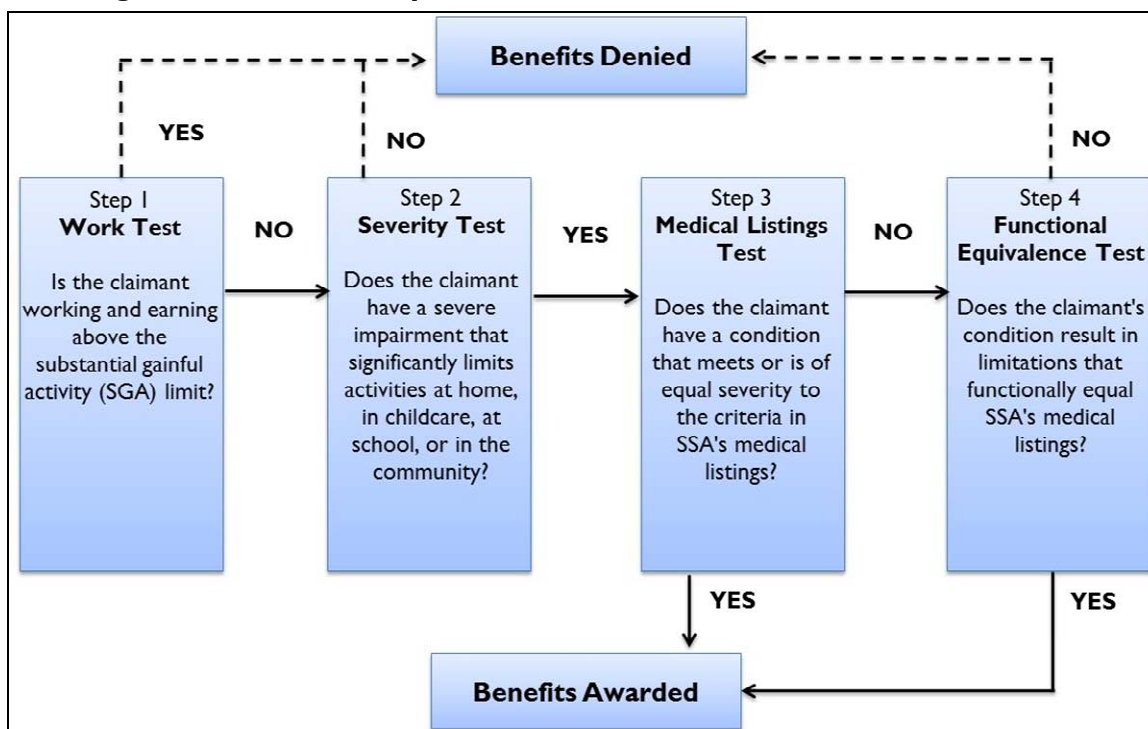 Benefits Denied
YES
NO
NO
Step 1
Work Test
Is the claimant
working and earning
above the
substantial gainful
activity (SGA) limit?
NO
Step 2
Severity Test
Does the claimant
have a severe
impairment that
significantly limits
activities at home,
in childcare, at
school, or in the
community?
YES
Step 3
Medical Listings
Test
Does the claimant
have a condition
that meets or is of
equal severity to
the criteria in
SSA's medical
listings?
NO
Step 4
Functional
Equivalence Test
Does the claimant's
condition result in
limitations that
functionally equal
SSA's medical
listings?
YES
YES
Benefits Awarded